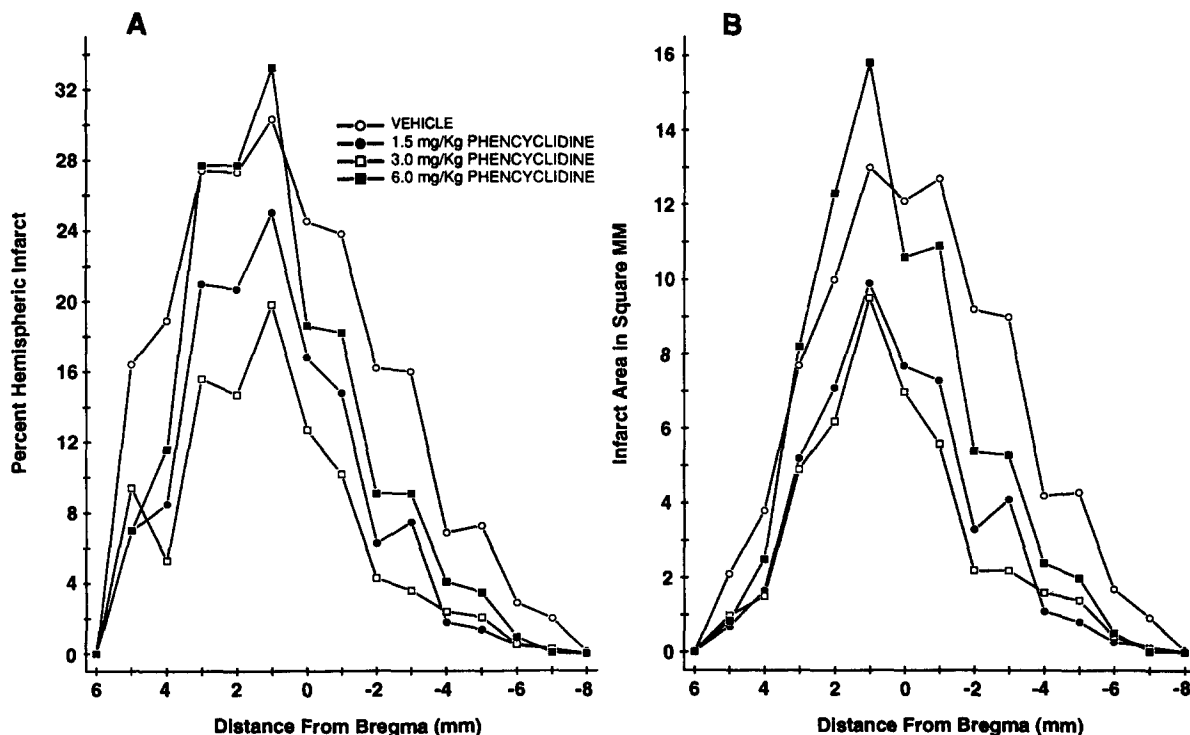 A
Percent Hemispheric Infarct
32
28
24
20
16
12
8
4
0
6 4 2 0 -2 -4 -6 -8
Distance From Bregma (mm)
VEHICLE
1.5 mg/Kg PHENCYCLIDINE
3.0 mg/Kg PHENCYCLIDINE
6.0 mg/Kg PHENCYCLIDINE
B
Infarct Area in Square MM
16
14
12
10
8
6
4
2
0
6 4 2 0 -2 -4 -6 -8
Distance From Bregma (mm)